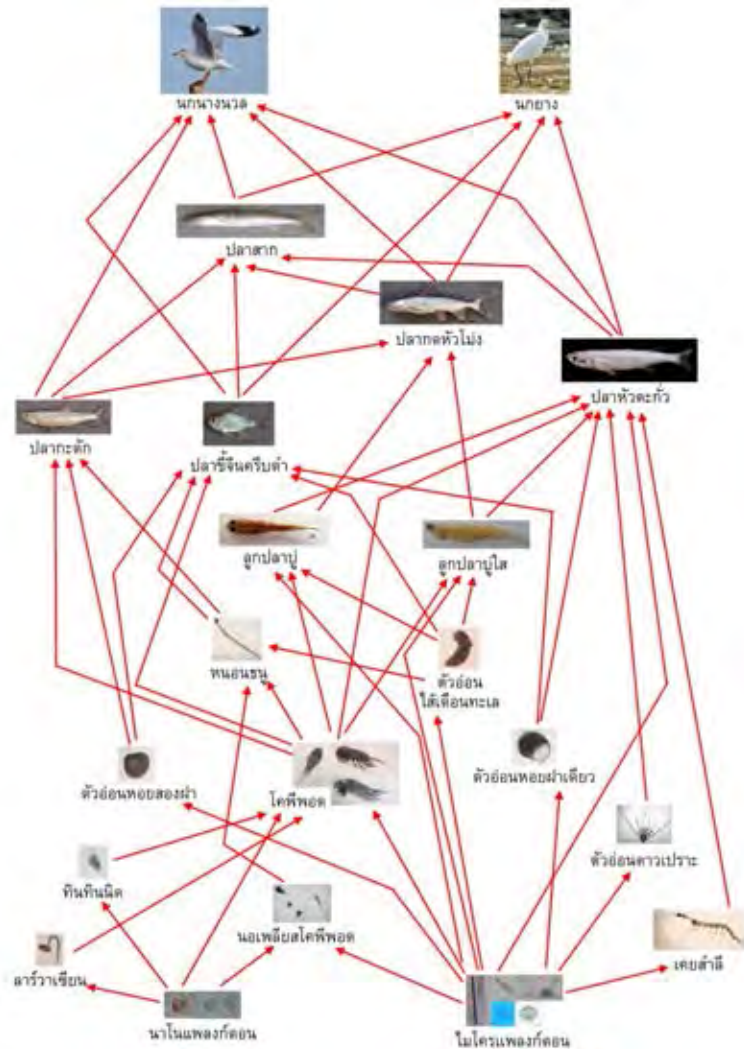 นกนางนวล
นกยาง
ปลาสาก
ปลากดหัวโม่ง
ปลาหัวตะกั่ว
ปลากะตัก
ปลาขี้จีนครีบดำ
ลูกปลาบู่
ลูกปลาบู่ใส
หนอนธนู
ตัวอ่อน
ไส้เดือนทะเล
ตัวอ่อนหอยสองฝา
โคพีพอด
ตัวอ่อนหอยฝาเดียว
ตัวอ่อนดาวเปราะ
ทินทินนิด
นอเพลียสโคพีพอด
ลาร์วาเซียน
เคยสำลี
นาโนแพลงก์ตอน
ไมโครแพลงก์ตอน